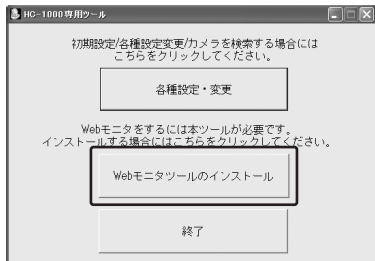 HC-1000専用ツール
初期設定/各種設定変更/カメラを検索する場合には
こちらをクリックしてください。
各種設定・変更
Webモニタをするには本ツールが必要です。
インストールする場合にはこちらをクリックしてください。
Webモニタツールのインストール
終了